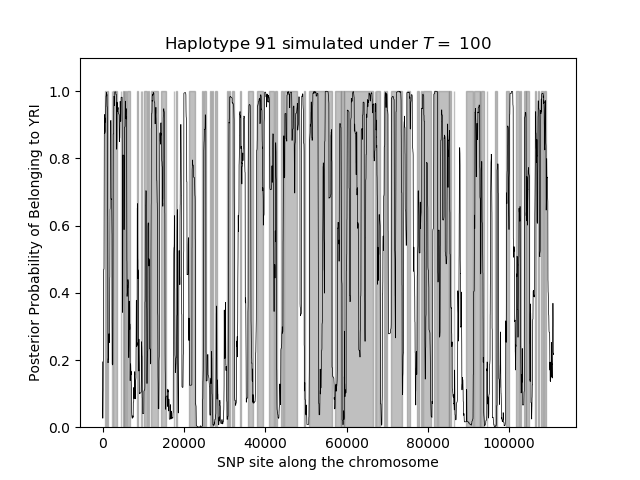 Haplotype 91 simulated under T = 100
Posterior Probability of Belonging to YRI
1.0
0.8
0.6
0.4
0.2
0.0
0 20000 40000 60000 80000 100000
SNP site along the chromosome